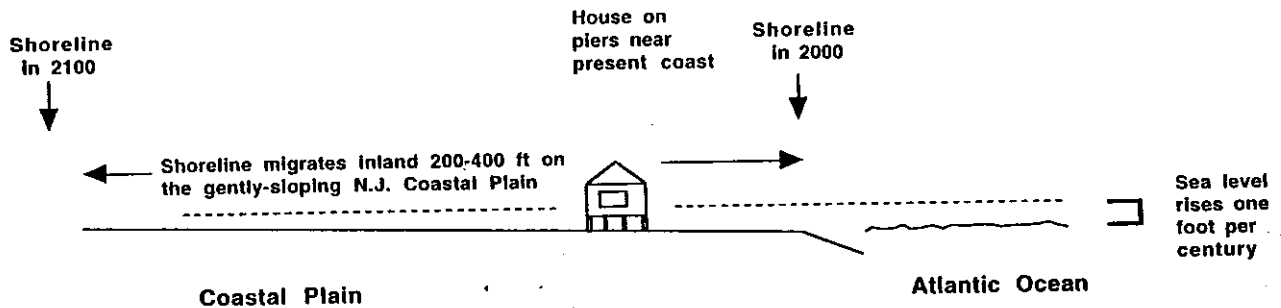 Shoreline
in 2100
House on
piers near
present coast
Shoreline
in 2000
Shoreline migrates inland 200-400 ft on
the gently-sloping N.J. Coastal Plain
Sea level
rises one
foot per
century
Coastal Plain
Atlantic Ocean